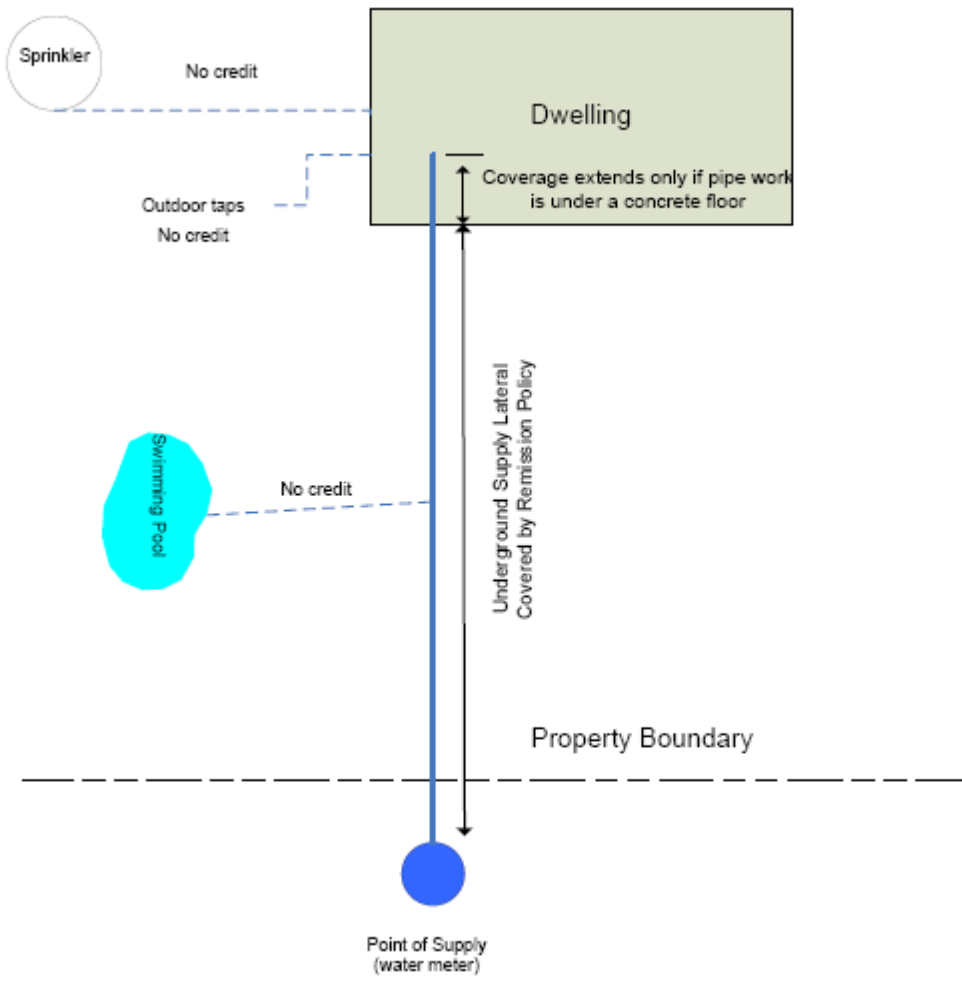 Sprinkler
No credit
Dwelling
Coverage extends only if pipe work
is under a concrete floor
Outdoor taps
No credit
Underground Supply Lateral
Covered by Remission Policy
Swimming Pool
No credit
Property Boundary
Point of Supply
(water meter)